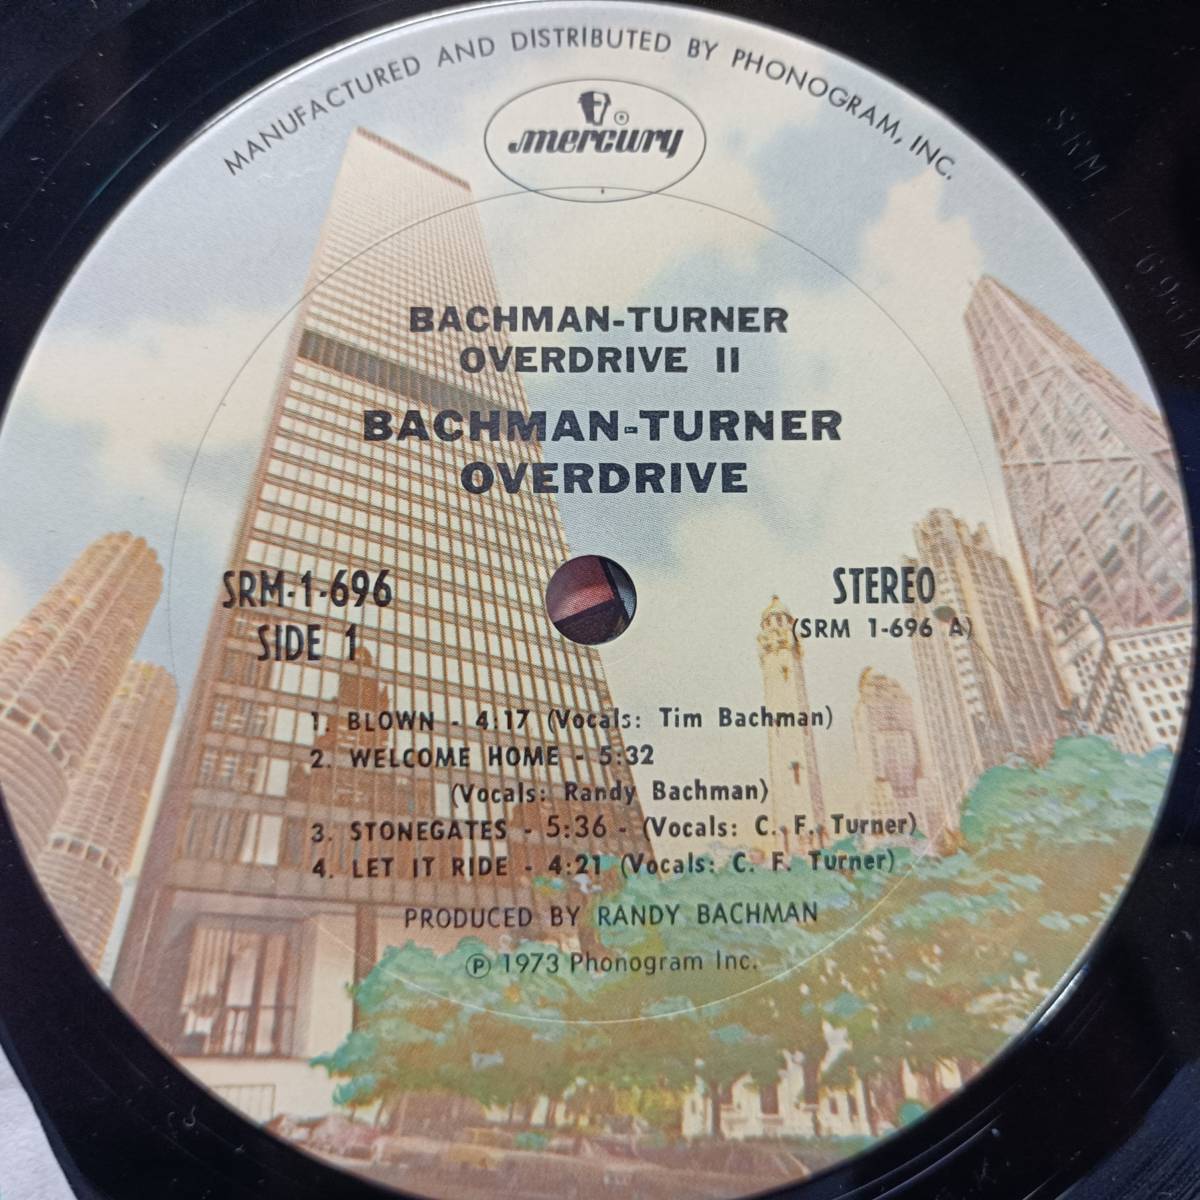 MANUFACTURED AND DISTRIBUTED BY PHONOGRAM, INC.
mercury ®
BACHMAN-TURNER
OVERDRIVE II
BACHMAN-TURNER
OVERDRIVE
SRM-1-696
SIDE 1
STEREO
(SRM 1-696 A)
1. BLOWN - 4:17 (Vocals: Tim Bachman)
2. WELCOME HOME - 5:32
(Vocals: Randy Bachman)
3. STONEGATES - 5:36 - (Vocals: C. F. Turner)
4. LET IT RIDE - 4:21 (Vocals: C. F. Turner)
PRODUCED BY RANDY BACHMAN
℗ 1973 Phonogram Inc.
SRM